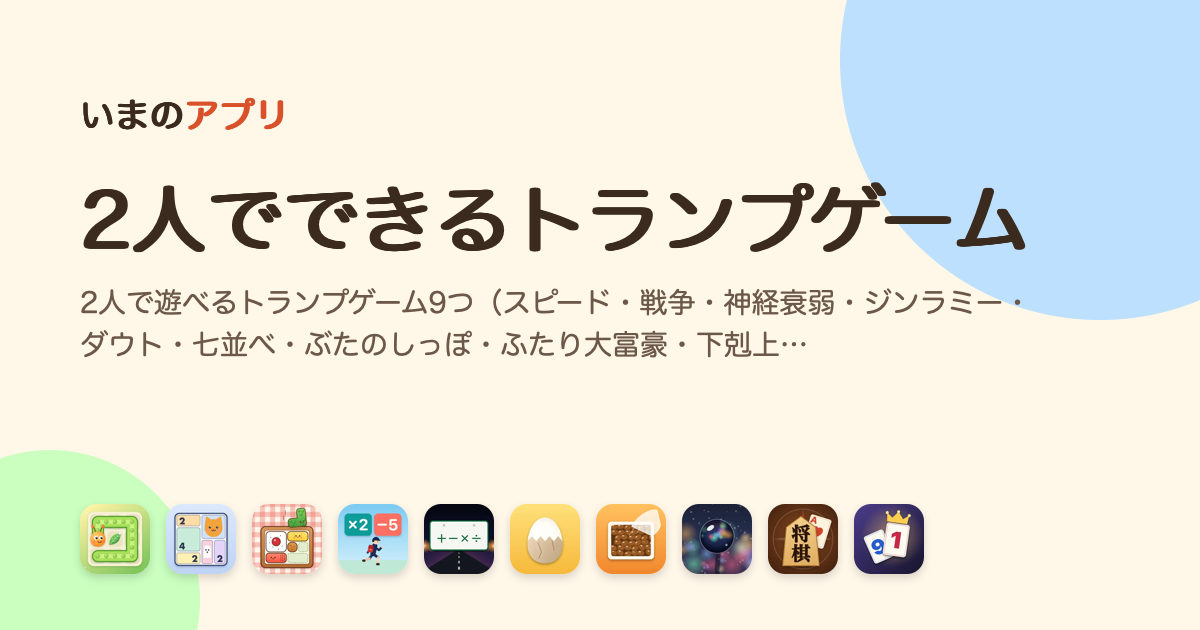 いまのアプリ
2人でできるトランプゲーム
2人で遊べるトランプゲーム9つ（スピード・戦争・神経衰弱・ジンラミー・
ダウト・七並べ・ぶたのしっぽ・ふたり大富豪・下剋上…
2
4
2
2
×2 −5
+−×÷
将棋
A
9
1